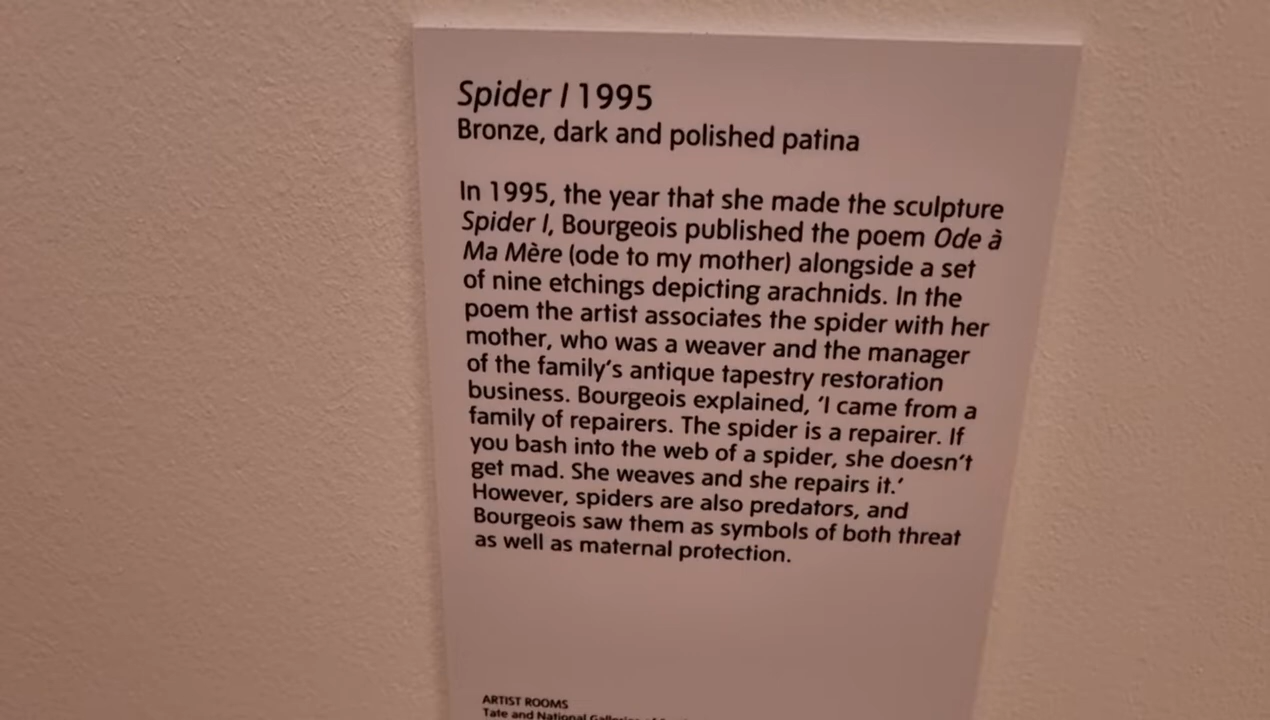 Spider I 1995
Bronze, dark and polished patina
In 1995, the year that she made the sculpture
Spider I, Bourgeois published the poem Ode à
Ma Mère (ode to my mother) alongside a set
of nine etchings depicting arachnids. In the
poem the artist associates the spider with her
mother, who was a weaver and the manager
of the family’s antique tapestry restoration
business. Bourgeois explained, ‘I came from a
family of repairers. The spider is a repairer. If
you bash into the web of a spider, she doesn’t
get mad. She weaves and she repairs it.’
However, spiders are also predators, and
Bourgeois saw them as symbols of both threat
as well as maternal protection.
ARTIST ROOMS
Tate and National Galleries of